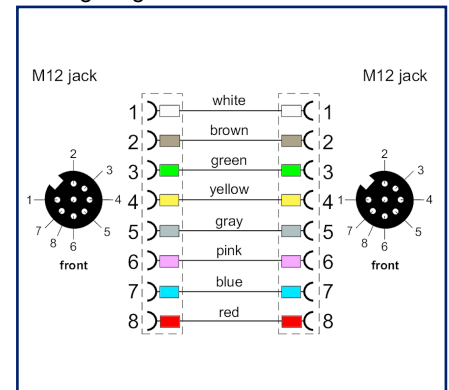 M12 jack M12 jack
white
1 1
brown
2 2
green
3 3
yellow
4 4
gray
5 5
pink
6 6
blue
7 7
red
8 8
2
3
1 4
7 5
8 6
front
2
3
1 4
7 5
8 6
front